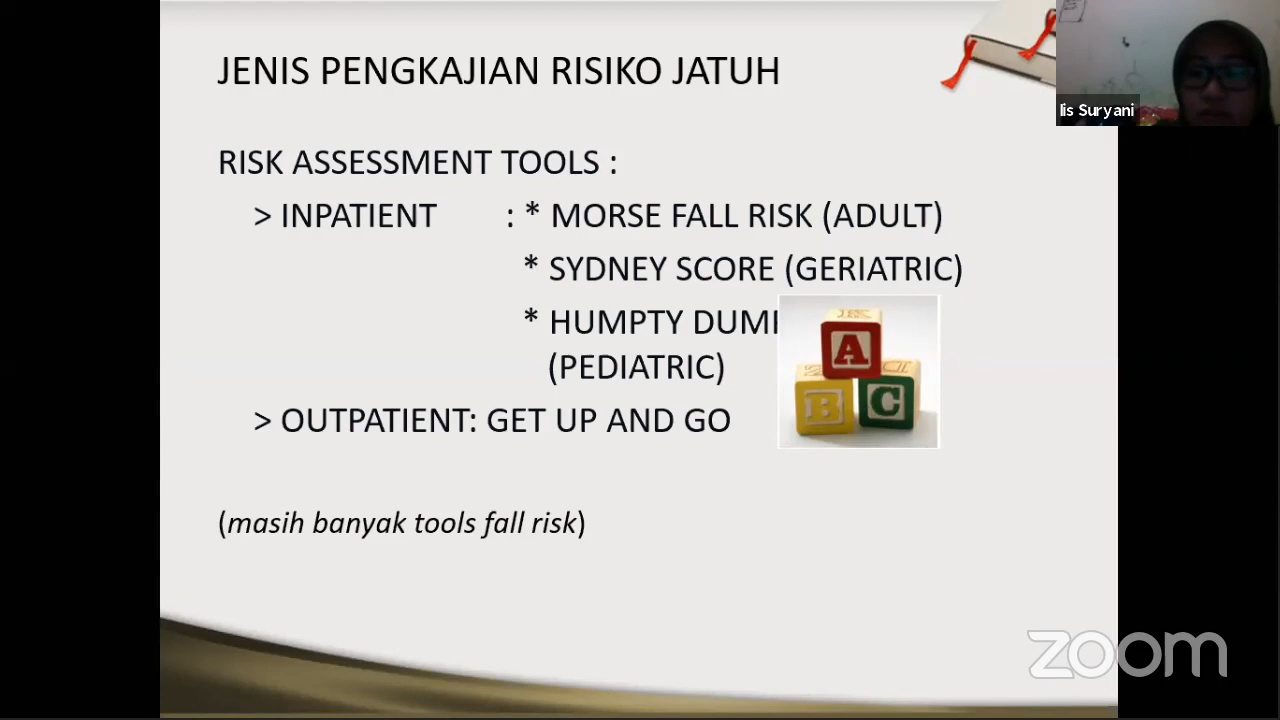 JENIS PENGKAJIAN RISIKO JATUH
Iis Suryani
RISK ASSESSMENT TOOLS :
> INPATIENT : * MORSE FALL RISK (ADULT)
* SYDNEY SCORE (GERIATRIC)
* HUMPTY
(PEDIATRIC)
A
B C
> OUTPATIENT: GET UP AND GO
(masih banyak tools fall risk)
zoom